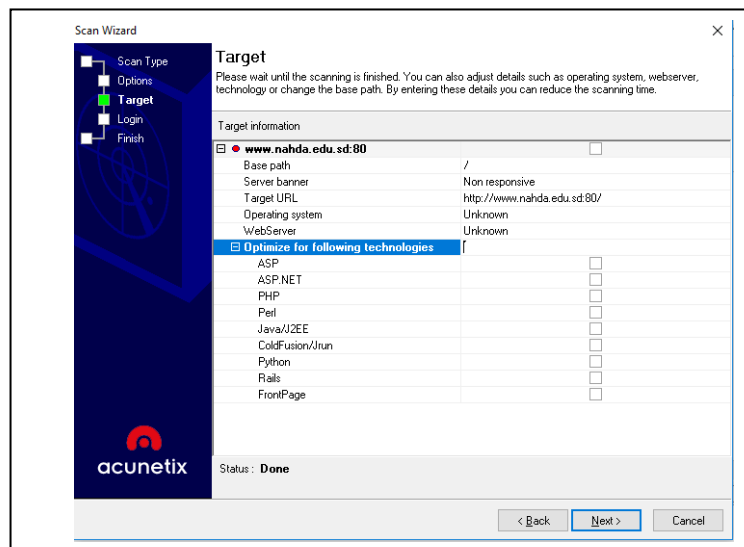 Scan Wizard
Scan Type
Options
Target
Login
Finish
acunetix
Target
Please wait until the scanning is finished. You can also adjust details such as operating system, webserver,
technology or change the base path. By entering these details you can reduce the scanning time.
Target information
www.nahda.edu.sd:80
Base path /
Server banner Non responsive
Target URL http://www.nahda.edu.sd:80/
Operating system Unknown
WebServer Unknown
Optimize for following technologies
ASP
ASP.NET
PHP
Perl
Java/J2EE
ColdFusion/Jrun
Python
Rails
FrontPage
Status : Done
< Back Next > Cancel